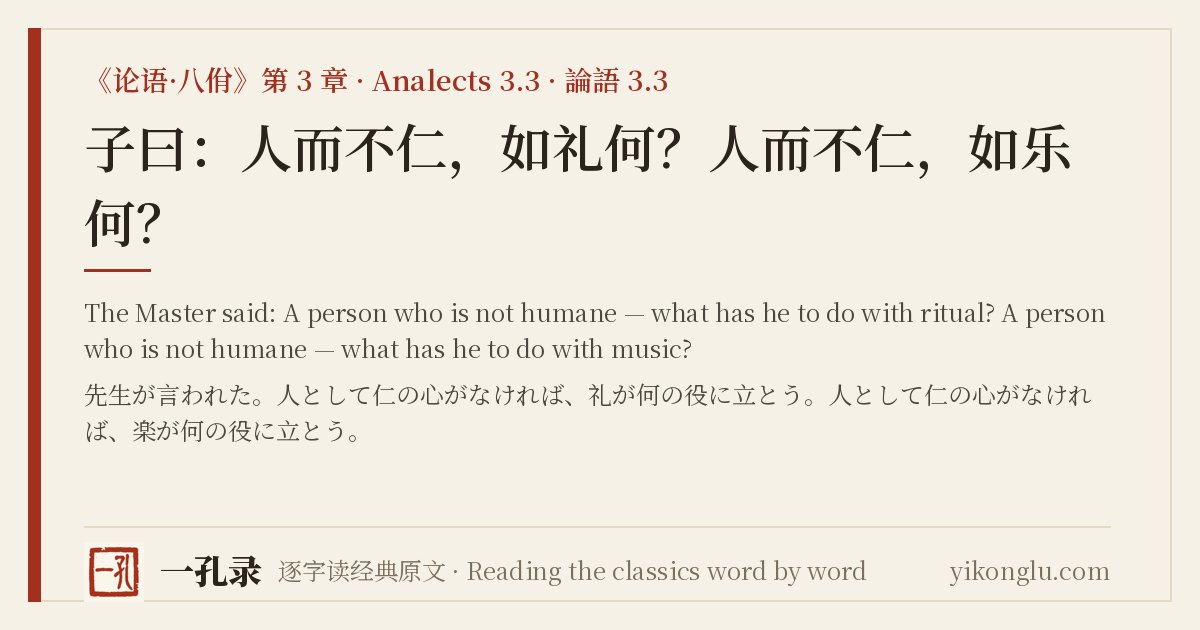 《论语·八佾》第 3 章 · Analects 3.3 · 論語 3.3
子曰：人而不仁，如礼何？人而不仁，如乐
何？
The Master said: A person who is not humane — what has he to do with ritual? A person
who is not humane — what has he to do with music?
先生が言われた。人として仁の心がなければ、礼が何の役に立とう。人として仁の心がなけれ
ば、楽が何の役に立とう。
一孔
一孔录 逐字读经典原文 · Reading the classics word by word yikonglu.com